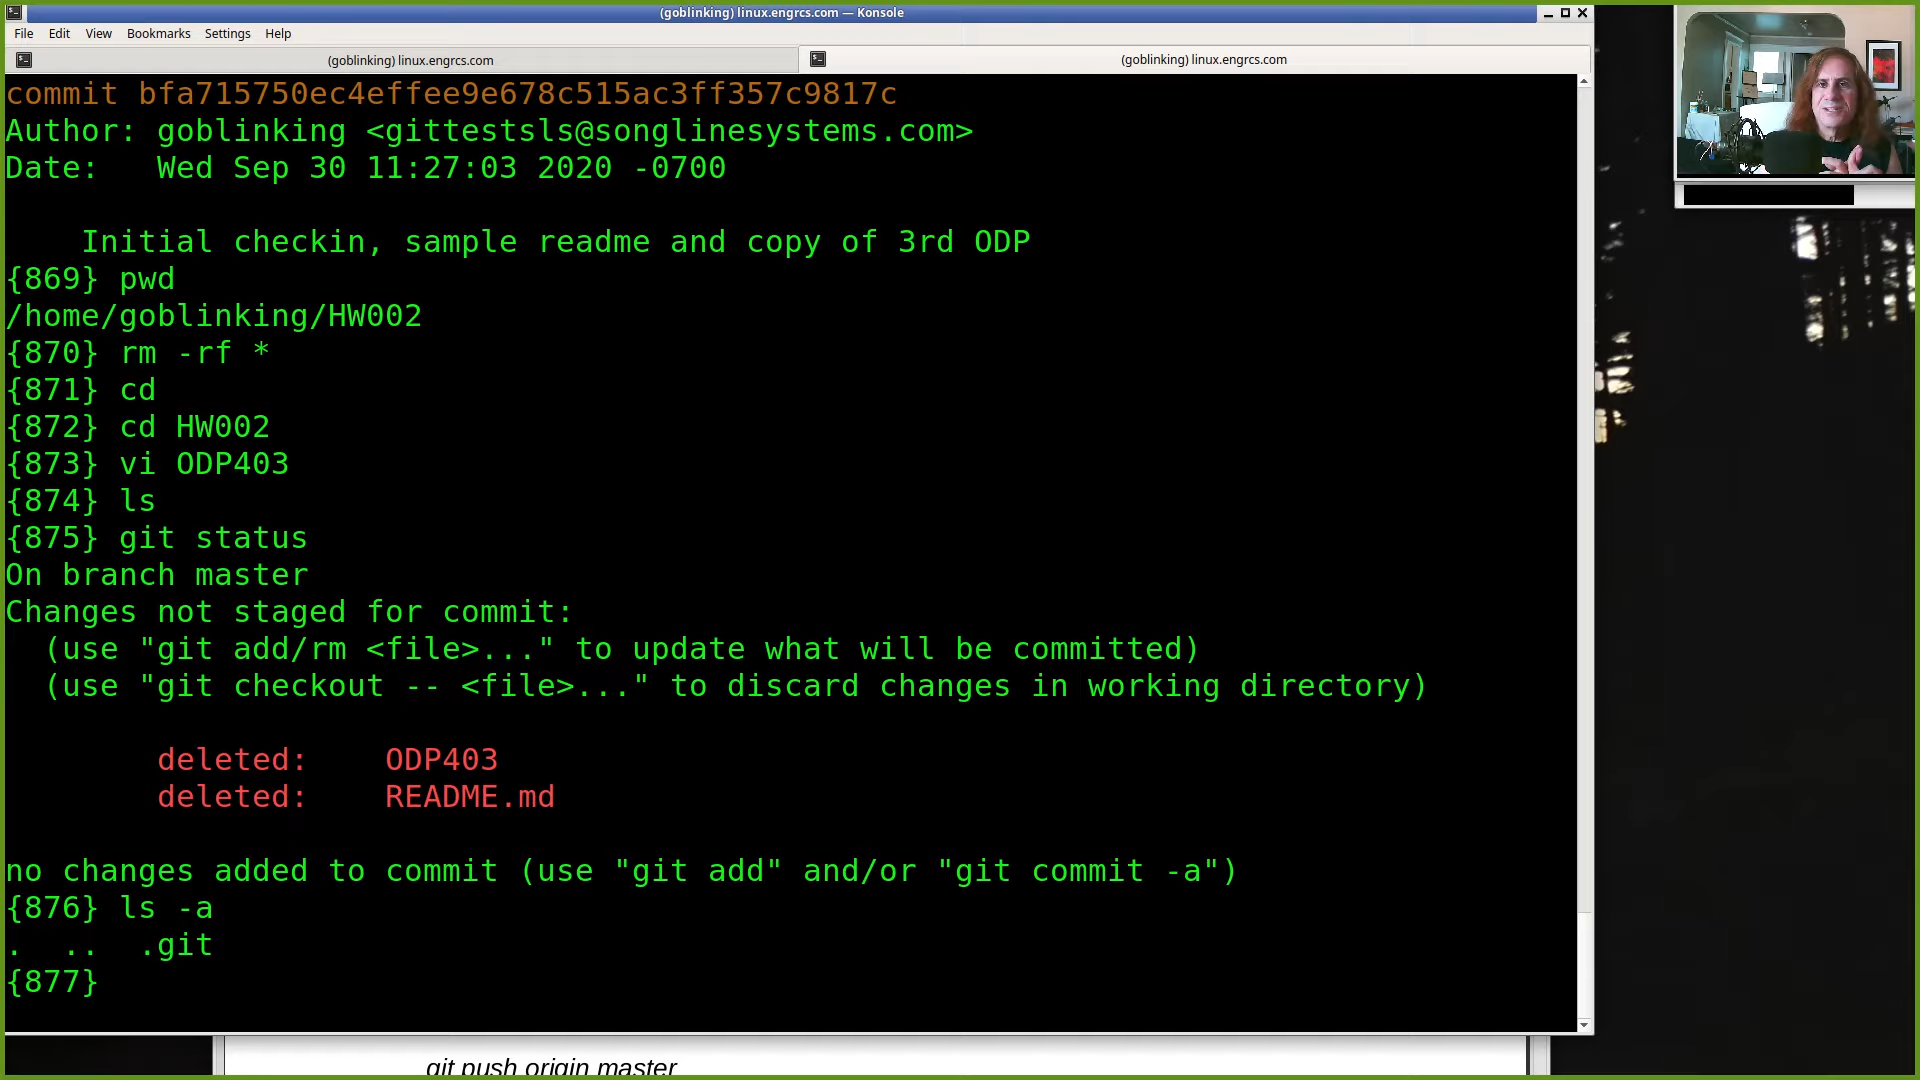 (goblinking) linux.engrcs.com — Konsole
File Edit View Bookmarks Settings Help
(goblinking) linux.engrcs.com
(goblinking) linux.engrcs.com
commit bfa715750ec4effee9e678c515ac3ff357c9817c
Author: goblinking <gittestsls@songlinesystems.com>
Date:   Wed Sep 30 11:27:03 2020 -0700
    Initial checkin, sample readme and copy of 3rd ODP
{869} pwd
/home/goblinking/HW002
{870} rm -rf *
{871} cd
{872} cd HW002
{873} vi ODP403
{874} ls
{875} git status
On branch master
Changes not staged for commit:
  (use "git add/rm <file>..." to update what will be committed)
  (use "git checkout -- <file>..." to discard changes in working directory)
        deleted:    ODP403
        deleted:    README.md
no changes added to commit (use "git add" and/or "git commit -a")
{876} ls -a
.  ..  .git
{877}
git push origin master